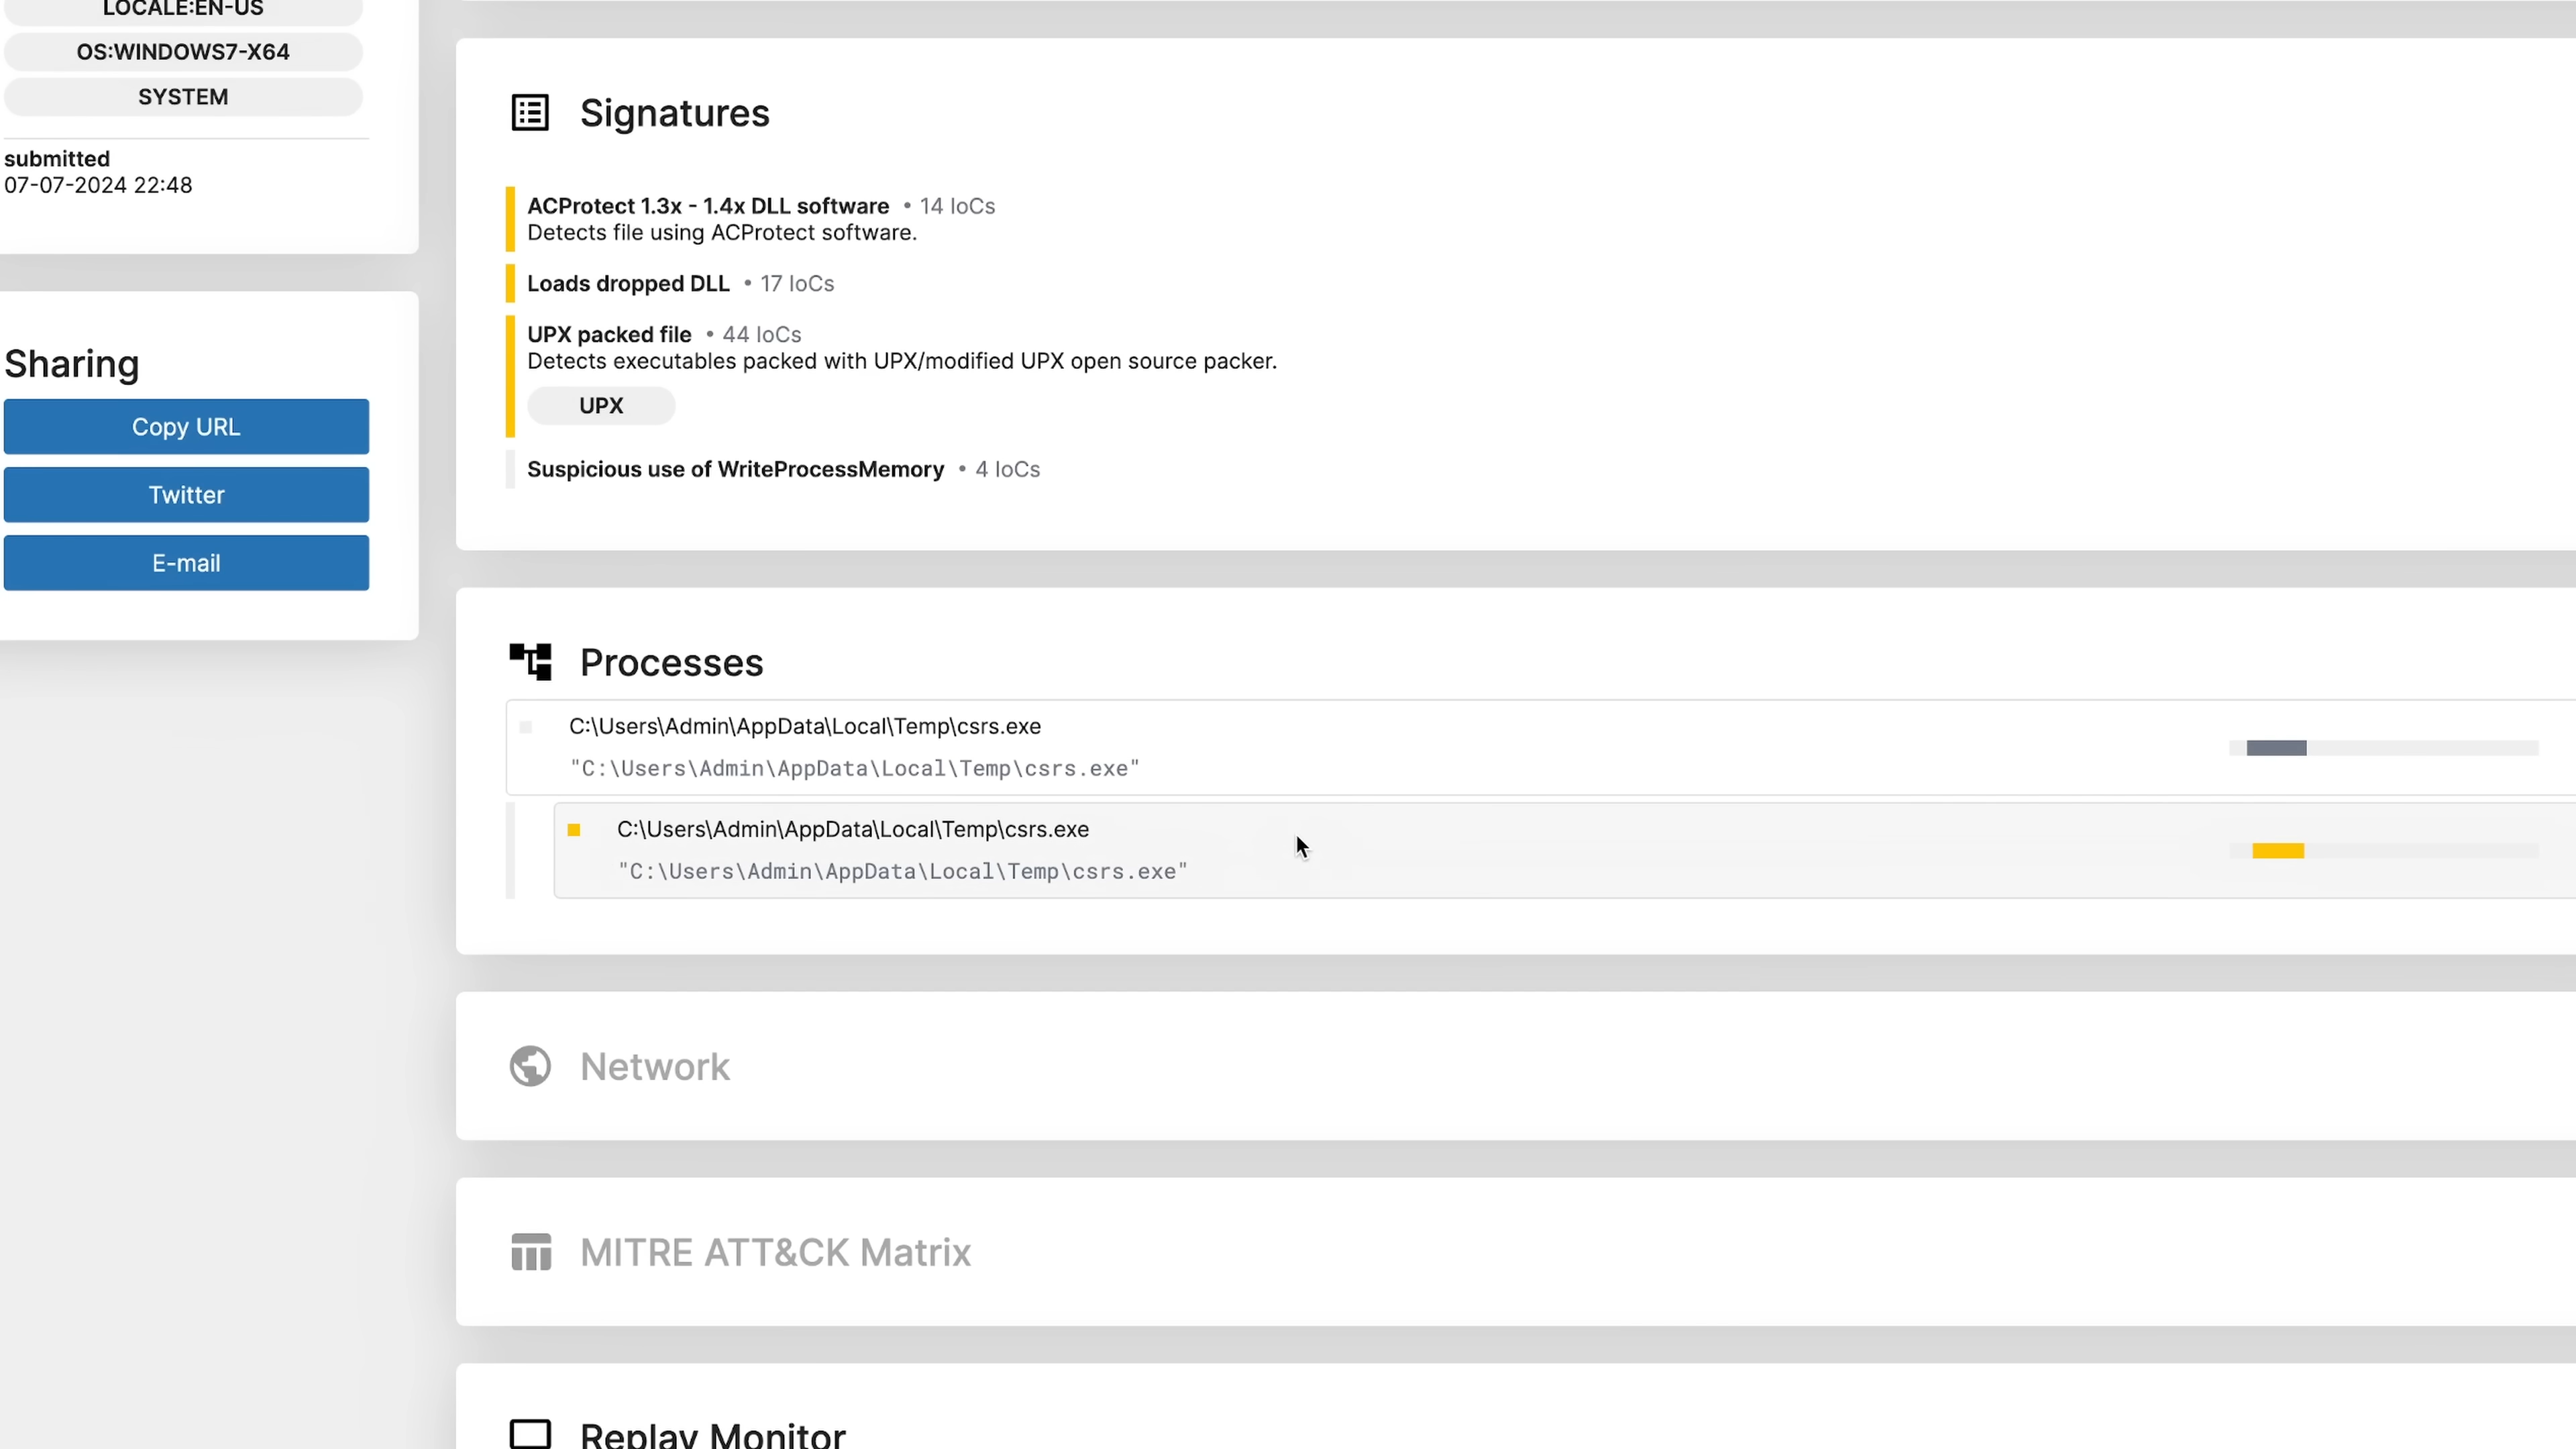 LOCALE:EN-US
OS:WINDOWS7-X64
SYSTEM
submitted
07-07-2024 22:48
Sharing
Copy URL
Twitter
E-mail
Signatures
ACProtect 1.3x - 1.4x DLL software • 14 IoCs
Detects file using ACProtect software.
Loads dropped DLL • 17 IoCs
UPX packed file • 44 IoCs
Detects executables packed with UPX/modified UPX open source packer.
UPX
Suspicious use of WriteProcessMemory • 4 IoCs
Processes
C:\Users\Admin\AppData\Local\Temp\csrs.exe
"C:\Users\Admin\AppData\Local\Temp\csrs.exe"
C:\Users\Admin\AppData\Local\Temp\csrs.exe
"C:\Users\Admin\AppData\Local\Temp\csrs.exe"
Network
MITRE ATT&CK Matrix
Replay Monitor